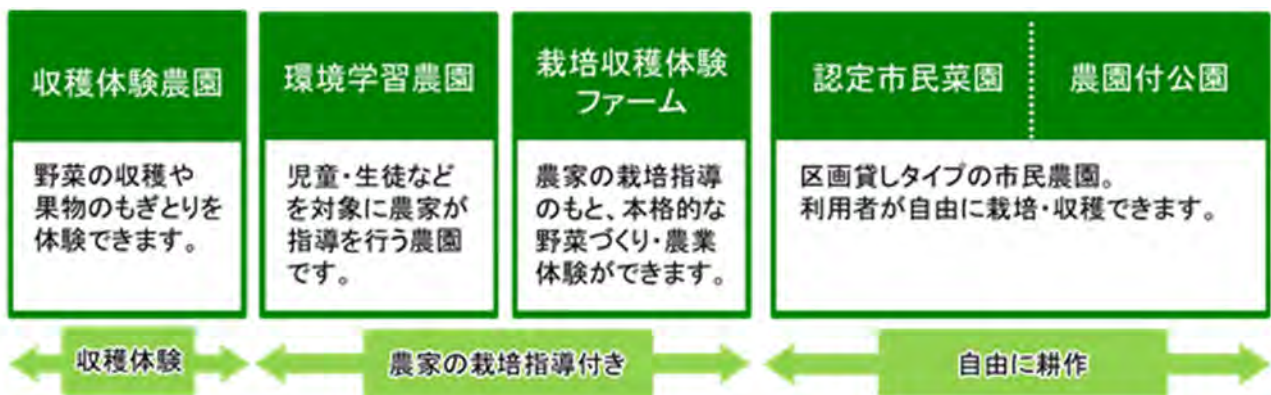 収穫体験農園
野菜の収穫や
果物のもぎとりを
体験できます。
環境学習農園
児童・生徒など
を対象に農家が
指導を行う農園
です。
栽培収穫体験
ファーム
農家の栽培指導
のもと、本格的な
野菜づくり・農業
体験ができます。
認定市民菜園
農園付公園
区画貸しタイプの市民農園。
利用者が自由に栽培・収穫できます。
収穫体験
農家の栽培指導付き
自由に耕作